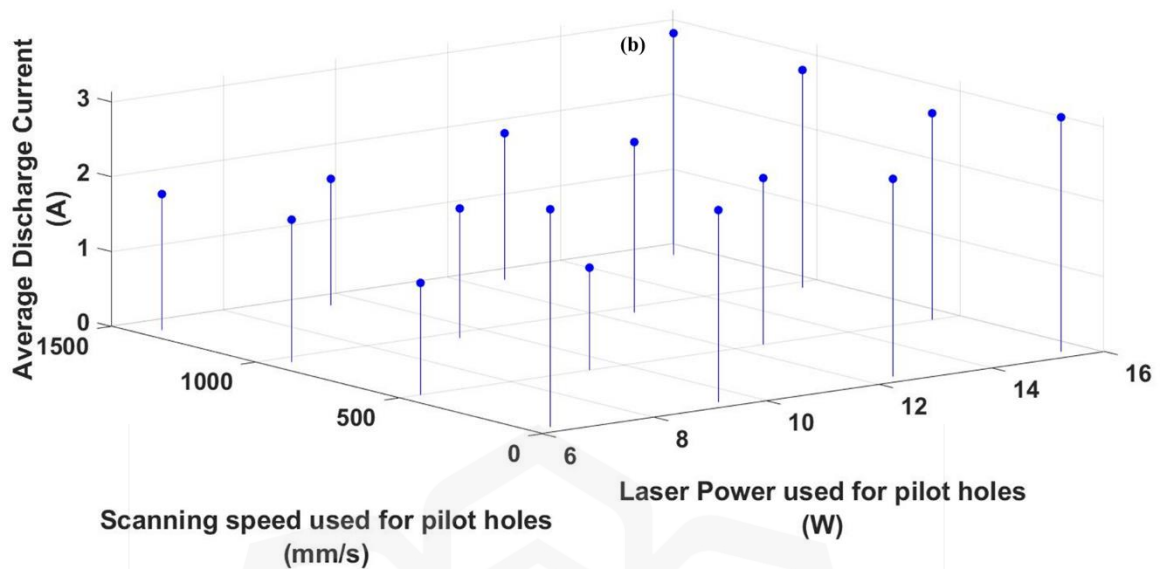 (b)
Average Discharge Current
(A)
3
2
1
0
1500
1000
500
0
6
8
10
12
14
16
Scanning speed used for pilot holes
(mm/s)
Laser Power used for pilot holes
(W)